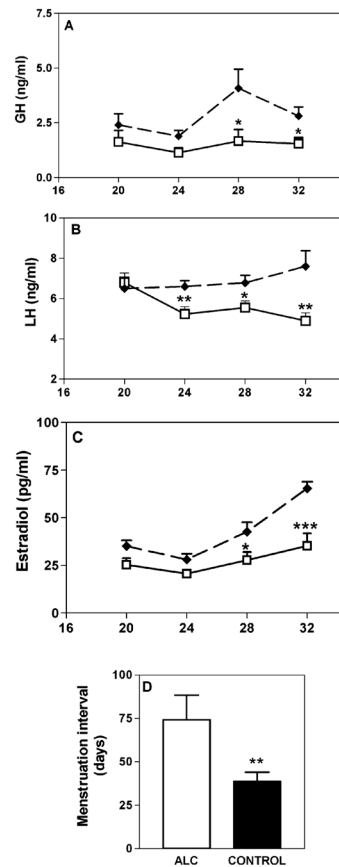 A
GH (ng/ml)
7.5
5.0
2.5
0.0
*
*
16 20 24 28 32
B
LH (ng/ml)
10
8
6
4
2
**
*
**
16 20 24 28 32
C
Estradiol (pg/ml)
100
75
50
25
0
*
***
16 20 24 28 32
D
Menstruation interval
(days)
100
75
50
25
0
**
ALC CONTROL